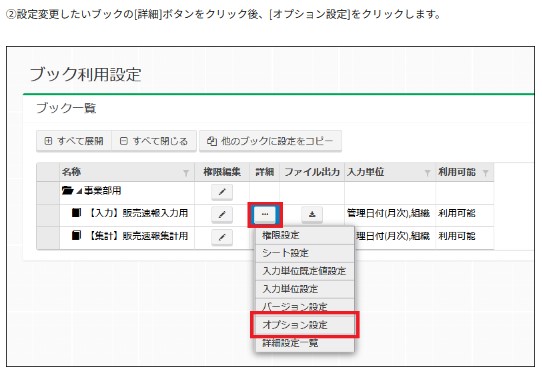 ②設定変更したいブックの[詳細]ボタンをクリック後、[オプション設定]をクリックします。
ブック利用設定
ブック一覧
すべて展開 すべて閉じる 他のブックに設定をコピー
名称 権限編集 詳細 ファイル出力 入力単位 利用可能
事業部用
【入力】販売速報入力用 ... 管理日付(月次),組織 利用可能
【集計】販売速報集計用 理日付(月次),組織 利用可能
権限設定
シート設定
入力単位既定値設定
入力単位設定
バージョン設定
オプション設定
詳細設定一覧